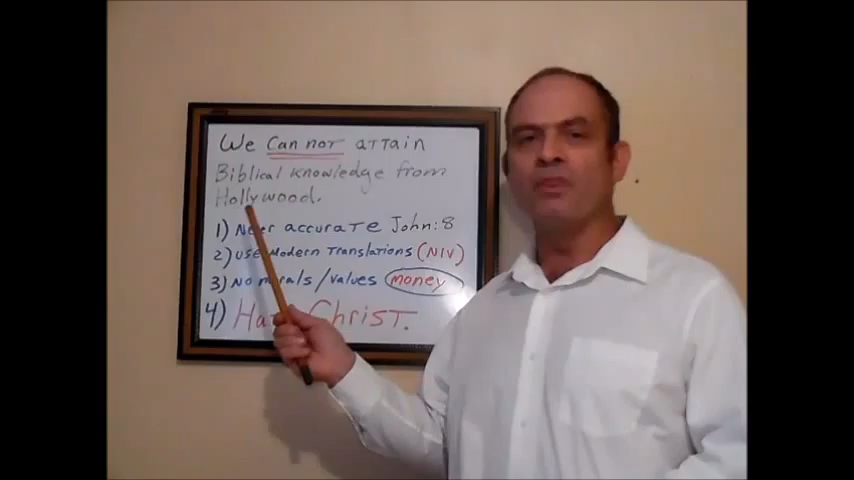 We Can not attain
Biblical knowledge from
Hollywood.
1) accurate John:8
2) use Modern Translations (NIV)
3) No /values money
4) Christ.